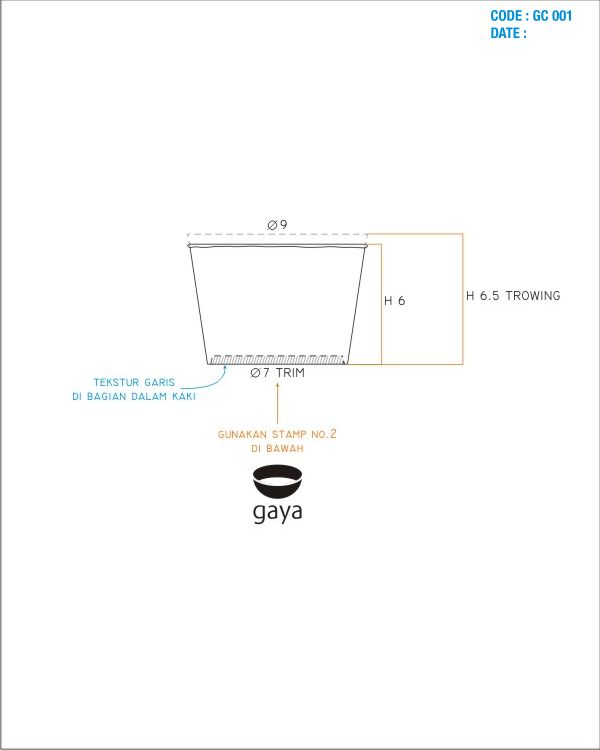 CODE : GC 001
DATE :
Ø9
H 6
H 6.5 TROWING
Ø7 TRIM
TEKSTUR GARIS
DI BAGIAN DALAM KAKI
GUNAKAN STAMP NO.2
DI BAWAH
gaya